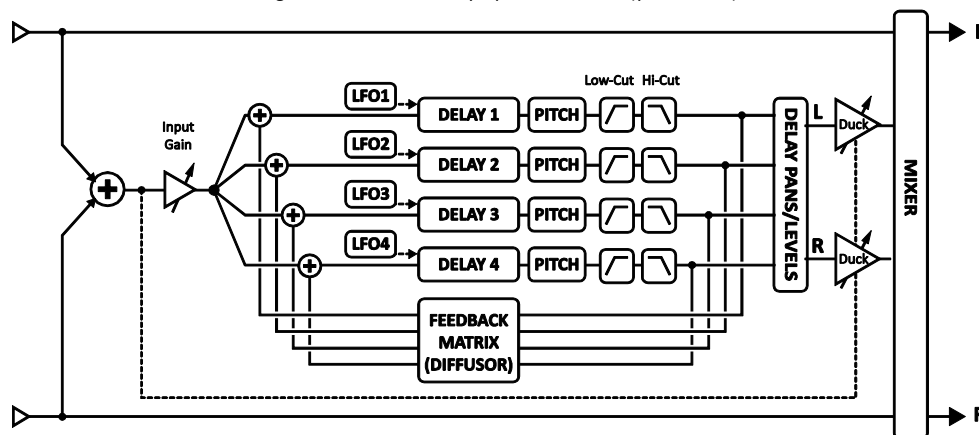 Low-Cut Hi-Cut
Input
Gain
LFO1
DELAY 1 PITCH
LFO2
DELAY 2 PITCH
LFO3
DELAY 3 PITCH
LFO4
DELAY 4 PITCH
FEEDBACK
MATRIX
(DIFFUSOR)
DELAY PANS/LEVELS
L
Duck
R
Duck
MIXER